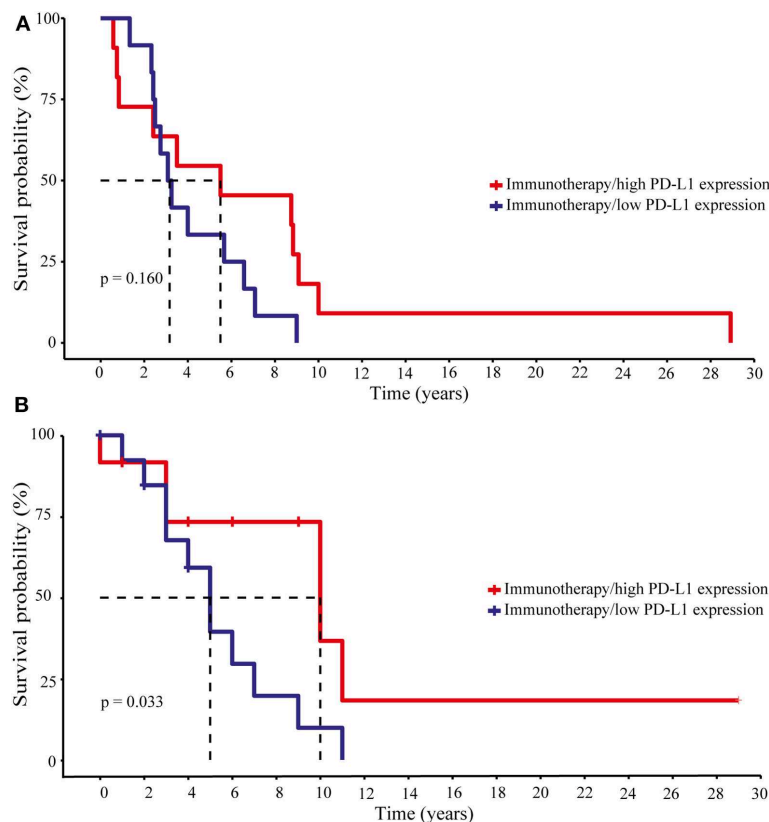 A
Survival probability (%)
100
75
50
25
0
p = 0.160
Immunotherapy/high PD-L1 expression
Immunotherapy/low PD-L1 expression
0 2 4 6 8 10 12 14 16 18 20 22 24 26 28 30
Time (years)
B
Survival probability (%)
100
75
50
25
0
p = 0.033
Immunotherapy/high PD-L1 expression
Immunotherapy/low PD-L1 expression
0 2 4 6 8 10 12 14 16 18 20 22 24 26 28 30
Time (years)